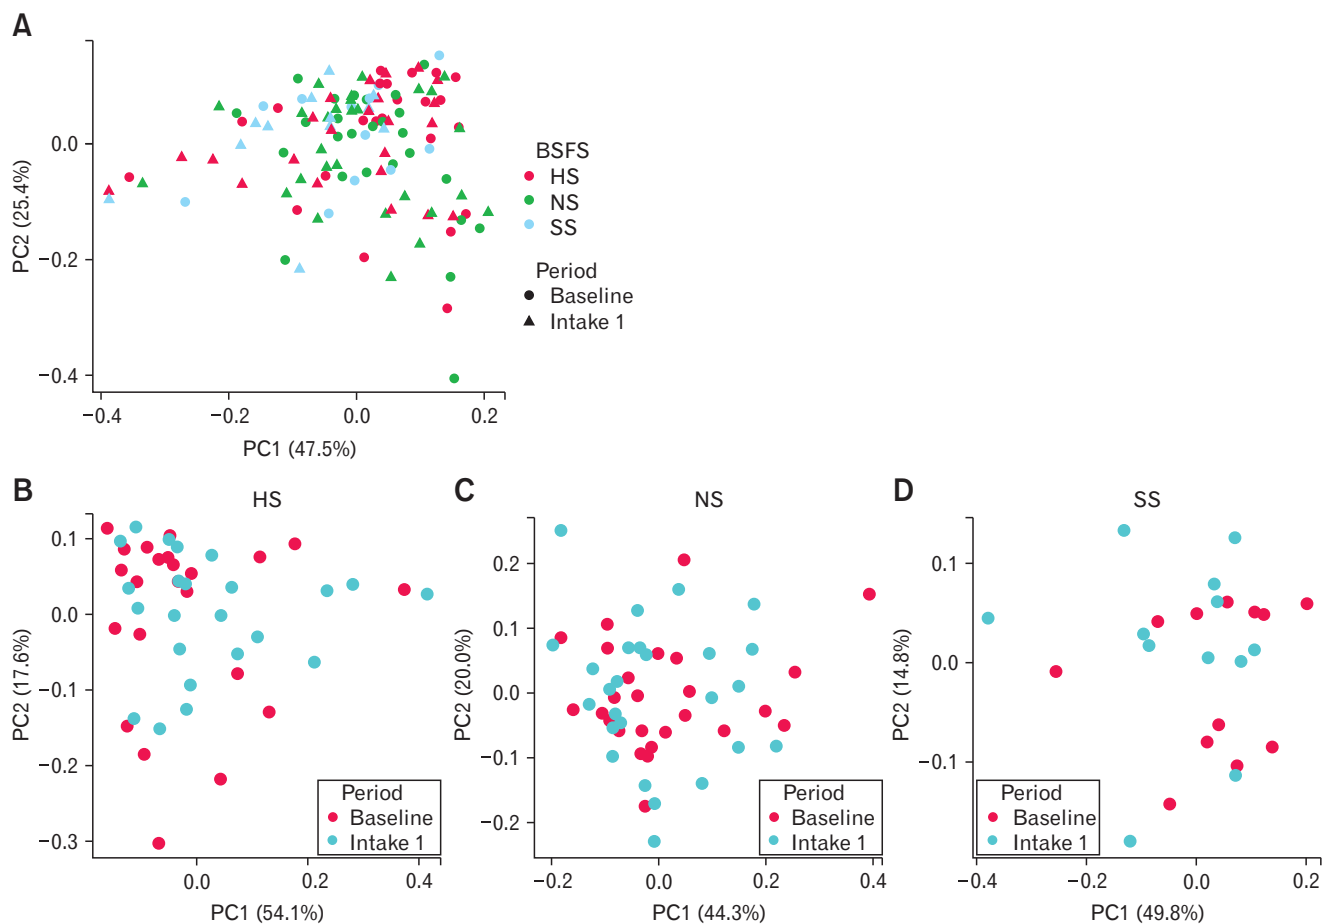 A
0.0
−0.2
−0.4
PC2 (25.4%)
−0.4
−0.2
0.0
0.2
PC1 (47.5%)
BSFS
HS
NS
SS
Period
Baseline
Intake 1
B
HS
0.1
0.0
−0.1
−0.2
−0.3
PC2 (17.6%)
0.0
0.2
0.4
PC1 (54.1%)
Period
Baseline
Intake 1
C
NS
0.2
0.1
0.0
−0.1
−0.2
PC2 (20.0%)
−0.2
0.0
0.2
0.4
PC1 (44.3%)
Period
Baseline
Intake 1
D
SS
0.1
0.0
−0.1
PC2 (14.8%)
−0.4
−0.2
0.0
0.2
PC1 (49.8%)
Period
Baseline
Intake 1